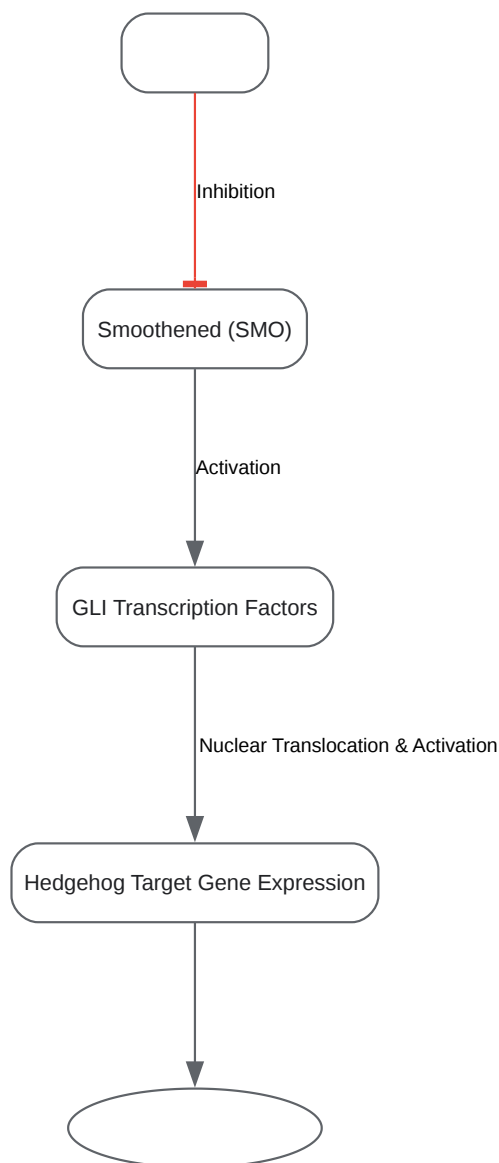 Inhibition
Smoothened (SMO)
Activation
GLI Transcription Factors
Nuclear Translocation & Activation
Hedgehog Target Gene Expression